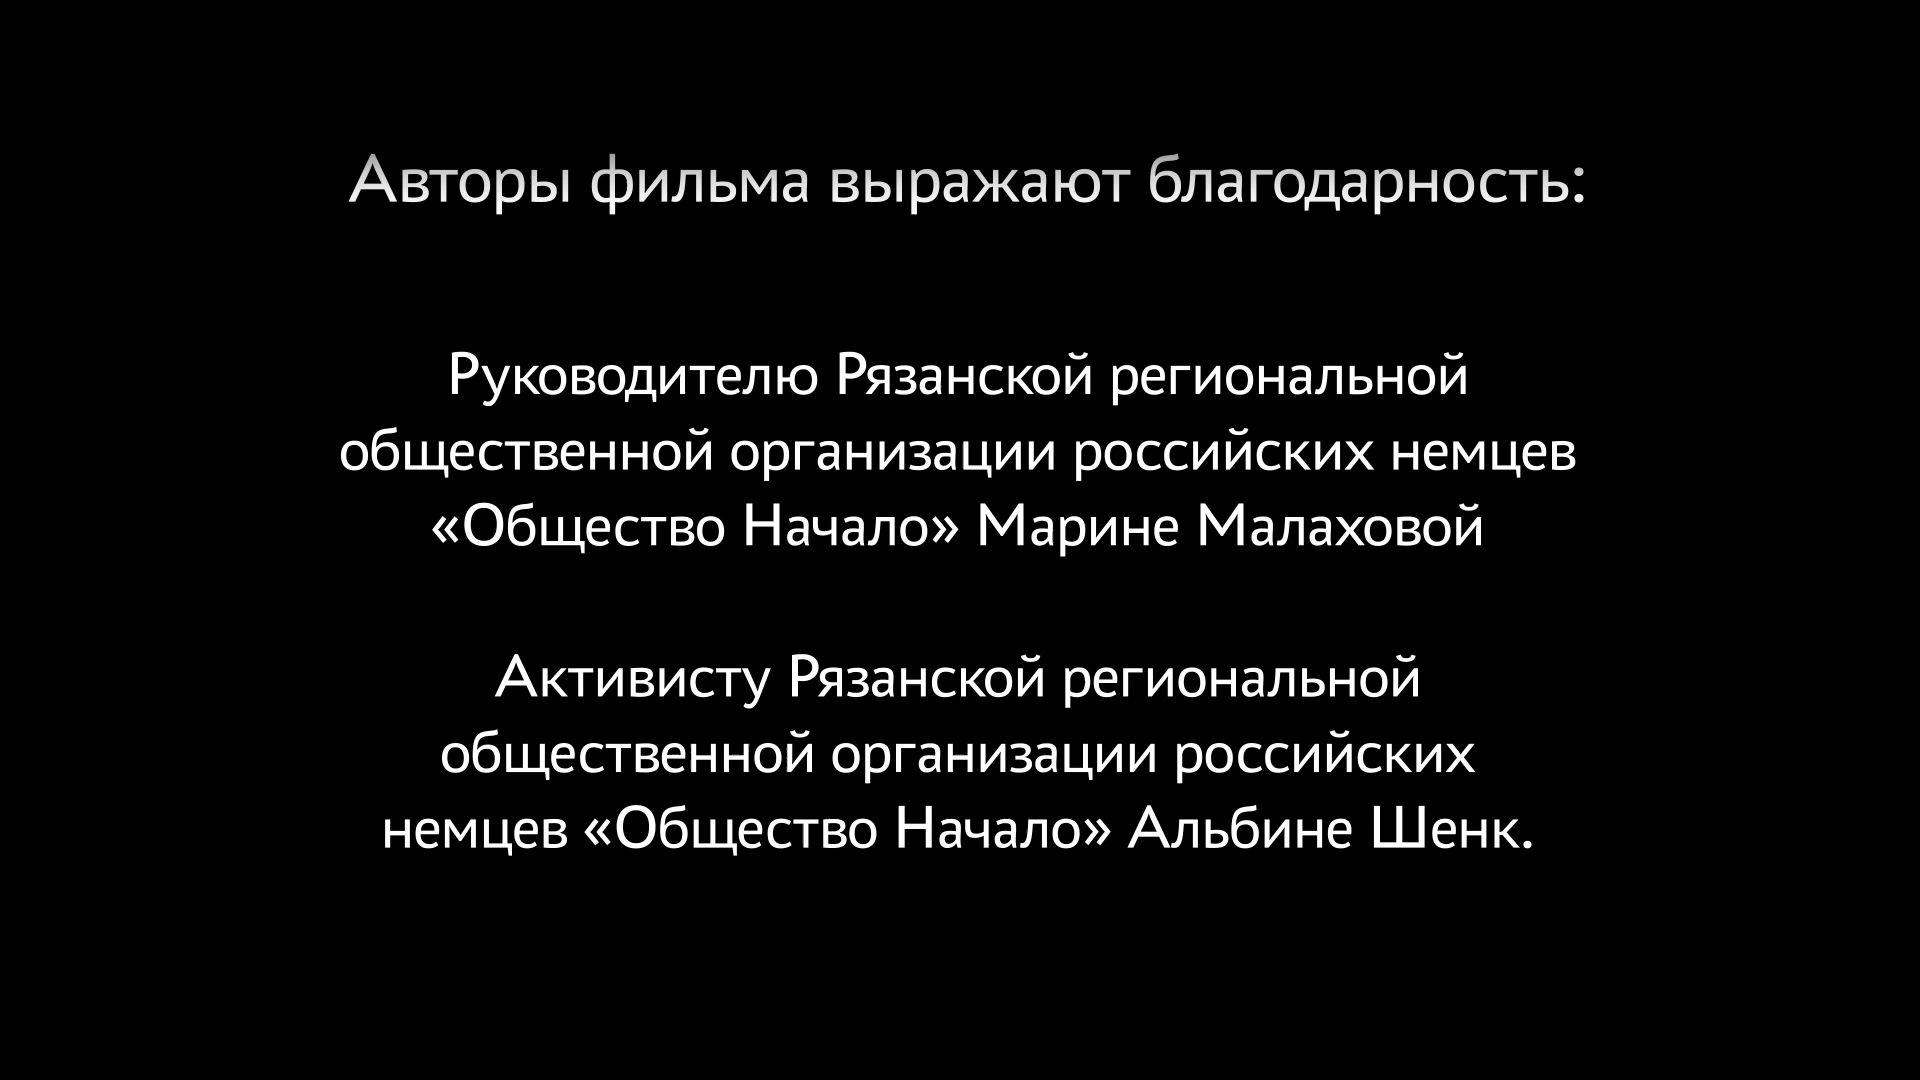 Авторы фильма выражают благодарность:
Руководителю Рязанской региональной
общественной организации российских немцев
«Общество Начало» Марине Малаховой
Активисту Рязанской региональной
общественной организации российских
немцев «Общество Начало» Альбине Шенк.